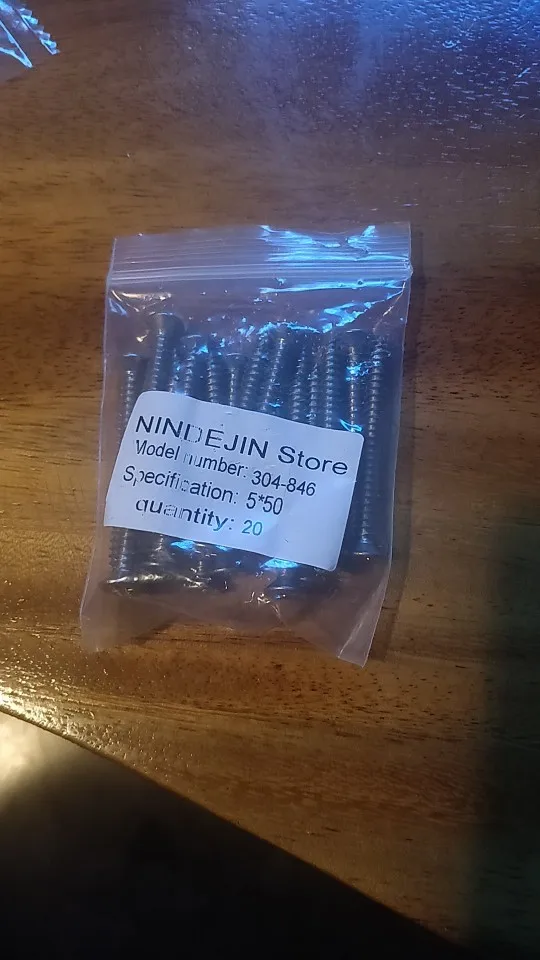 NINDEJIN Store
Model number: 304-846
Specification: 5*50
quantity: 20